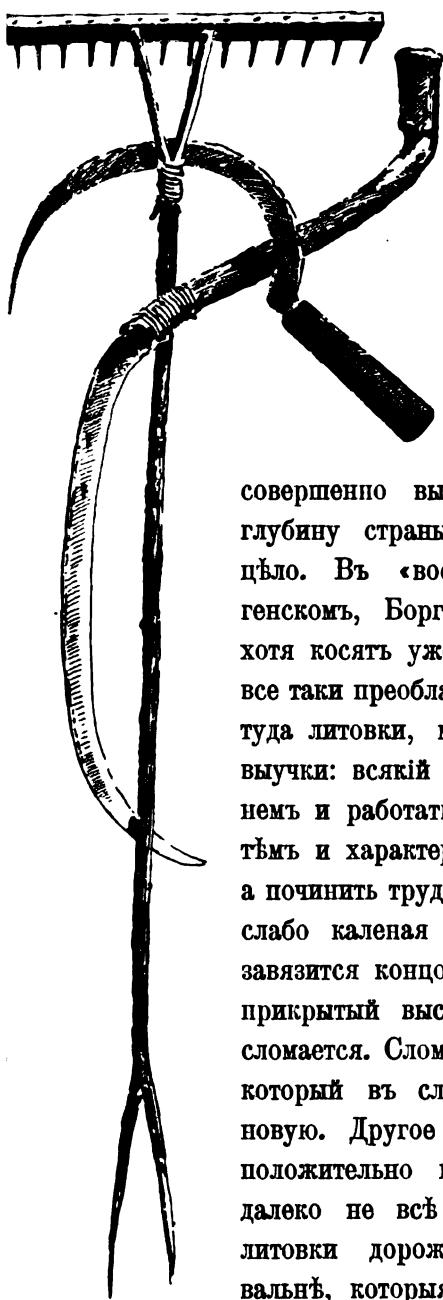 совершенно вы
глубину страны
цѣло. Въ «вос
генскомъ, Борг
хотя косятъ уж
все таки преобла
туда литовки, н
выучки: всякій
немъ и работат
тѣмъ и характер
а починить труд
слабо каленая
завязится концо
прикрытый выс
сломается. Слом
который въ сл
новую. Другое
положительно н
далеко не всѣ
литовки дорож
вальнѣ, которыя